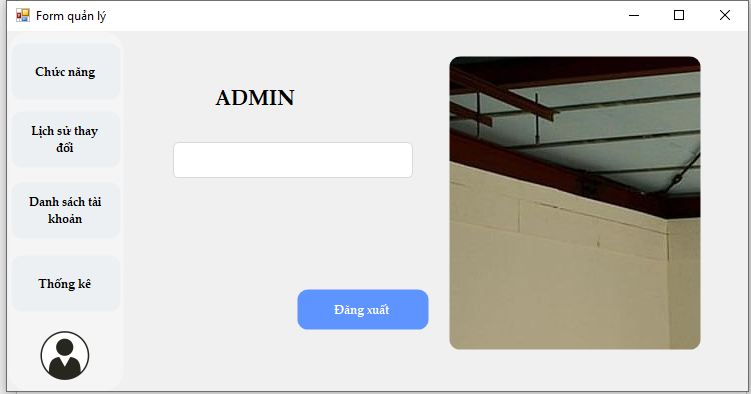 Form quản lý
Chức năng
Lịch sử thay
đổi
Danh sách tài
khoản
Thống kê
ADMIN
Đăng xuất